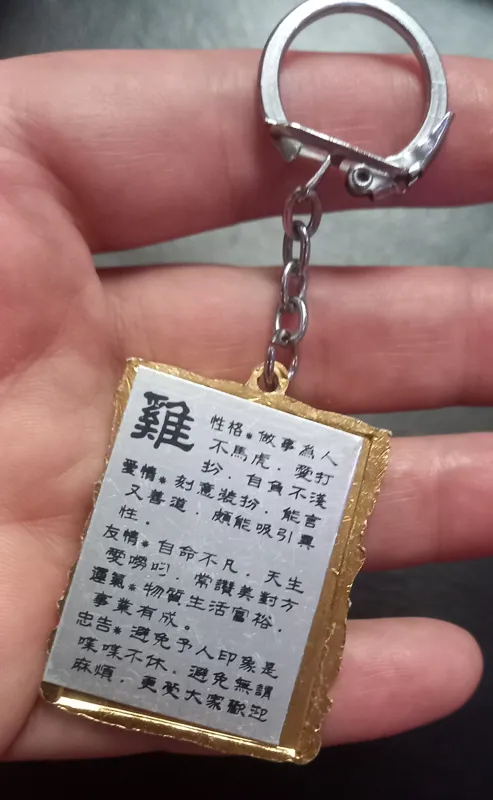 雞
性格*做事為人
不馬虎．愛打
扮．自負不漢
愛情*刻意裝扮．能言
又善道．頗能吸引異
性．
友情*自命不凡．天生
愛嘮叨．常讚美對方
運氣*物質生活富裕．
事業有成。
忠告*避免予人印象是
喋喋不休．避免無謂
麻煩．更受大家歡迎